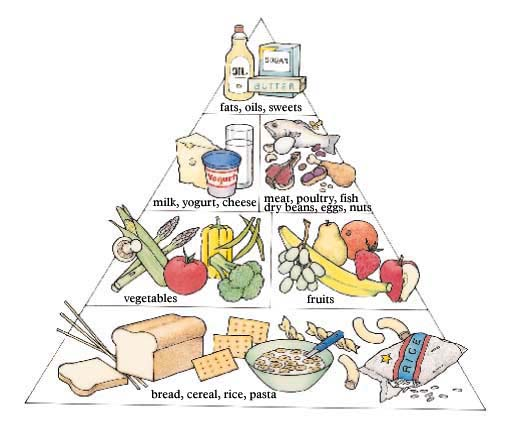 OIL
SUGAR
BUTTER
fats, oils, sweets
Yogurt
milk, yogurt, cheese
meat, poultry, fish
dry beans, eggs, nuts
vegetables
fruits
RICE
bread, cereal, rice, pasta